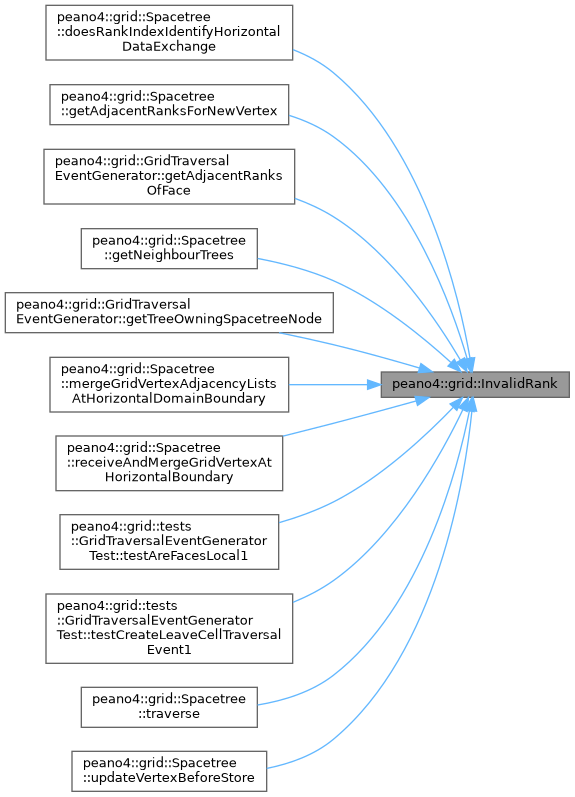 peano4::grid::Spacetree
::doesRankIndexIdentifyHorizontal
DataExchange
peano4::grid::Spacetree
::getAdjacentRanksForNewVertex
peano4::grid::GridTraversal
EventGenerator::getAdjacentRanks
OfFace
peano4::grid::Spacetree
::getNeighbourTrees
peano4::grid::GridTraversal
EventGenerator::getTreeOwningSpacetreeNode
peano4::grid::Spacetree
::mergeGridVertexAdjacencyLists
AtHorizontalDomainBoundary
peano4::grid::InvalidRank
peano4::grid::Spacetree
::receiveAndMergeGridVertexAt
HorizontalBoundary
peano4::grid::tests
::GridTraversalEventGenerator
Test::testAreFacesLocal1
peano4::grid::tests
::GridTraversalEventGenerator
Test::testCreateLeaveCellTraversal
Event1
peano4::grid::Spacetree
::traverse
peano4::grid::Spacetree
::updateVertexBeforeStore